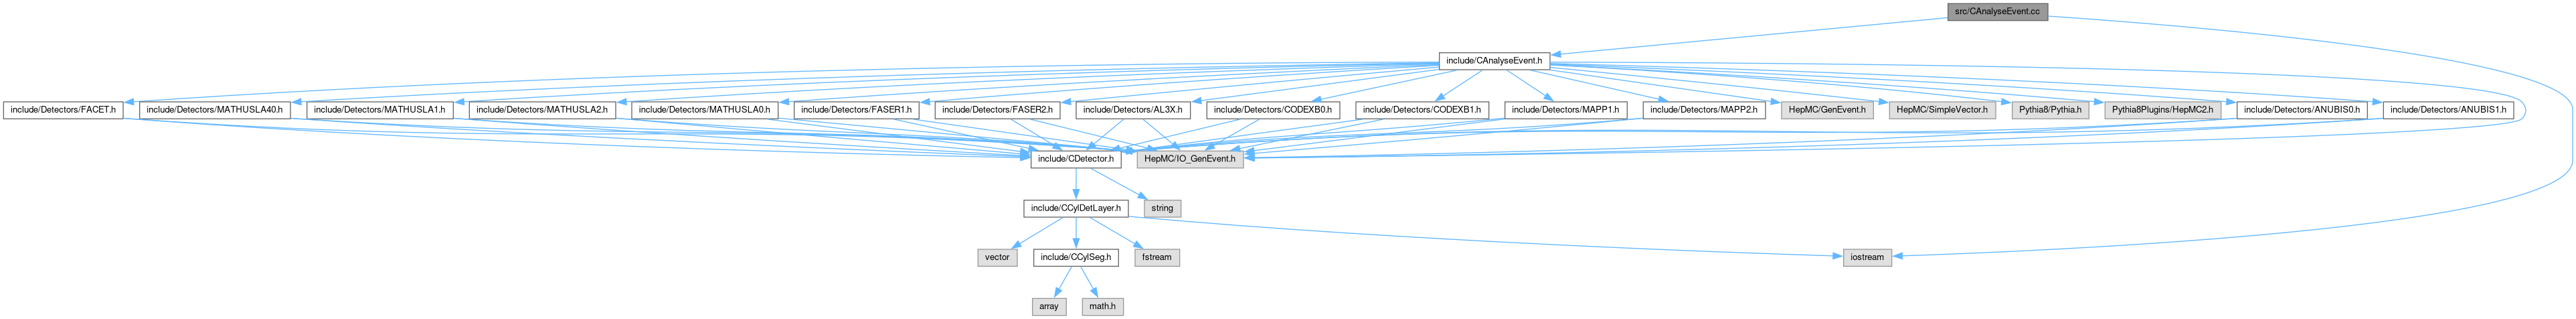 src/CAnalyseEvent.cc
include/CAnalyseEvent.h
include/Detectors/FACET.h
include/Detectors/MATHUSLA40.h
include/Detectors/MATHUSLA1.h
include/Detectors/MATHUSLA2.h
include/Detectors/MATHUSLA0.h
include/Detectors/FASER1.h
include/Detectors/FASER2.h
include/Detectors/AL3X.h
include/Detectors/CODEXB0.h
include/Detectors/CODEXB1.h
include/Detectors/MAPP1.h
include/Detectors/MAPP2.h
HepMC/GenEvent.h
HepMC/SimpleVector.h
Pythia8/Pythia.h
Pythia8Plugins/HepMC2.h
include/Detectors/ANUBIS0.h
include/Detectors/ANUBIS1.h
include/CDetector.h
HepMC/IO_GenEvent.h
include/CCylDetLayer.h
string
vector
include/CCylSeg.h
fstream
iostream
array
math.h